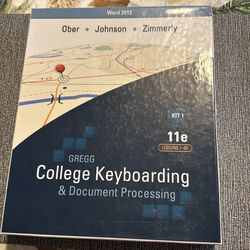 Word 2013
Ober • Johnson • Zimmerly
KIT 1
11e
LESSONS 1-60
GREGG
College Keyboarding
& Document Processing